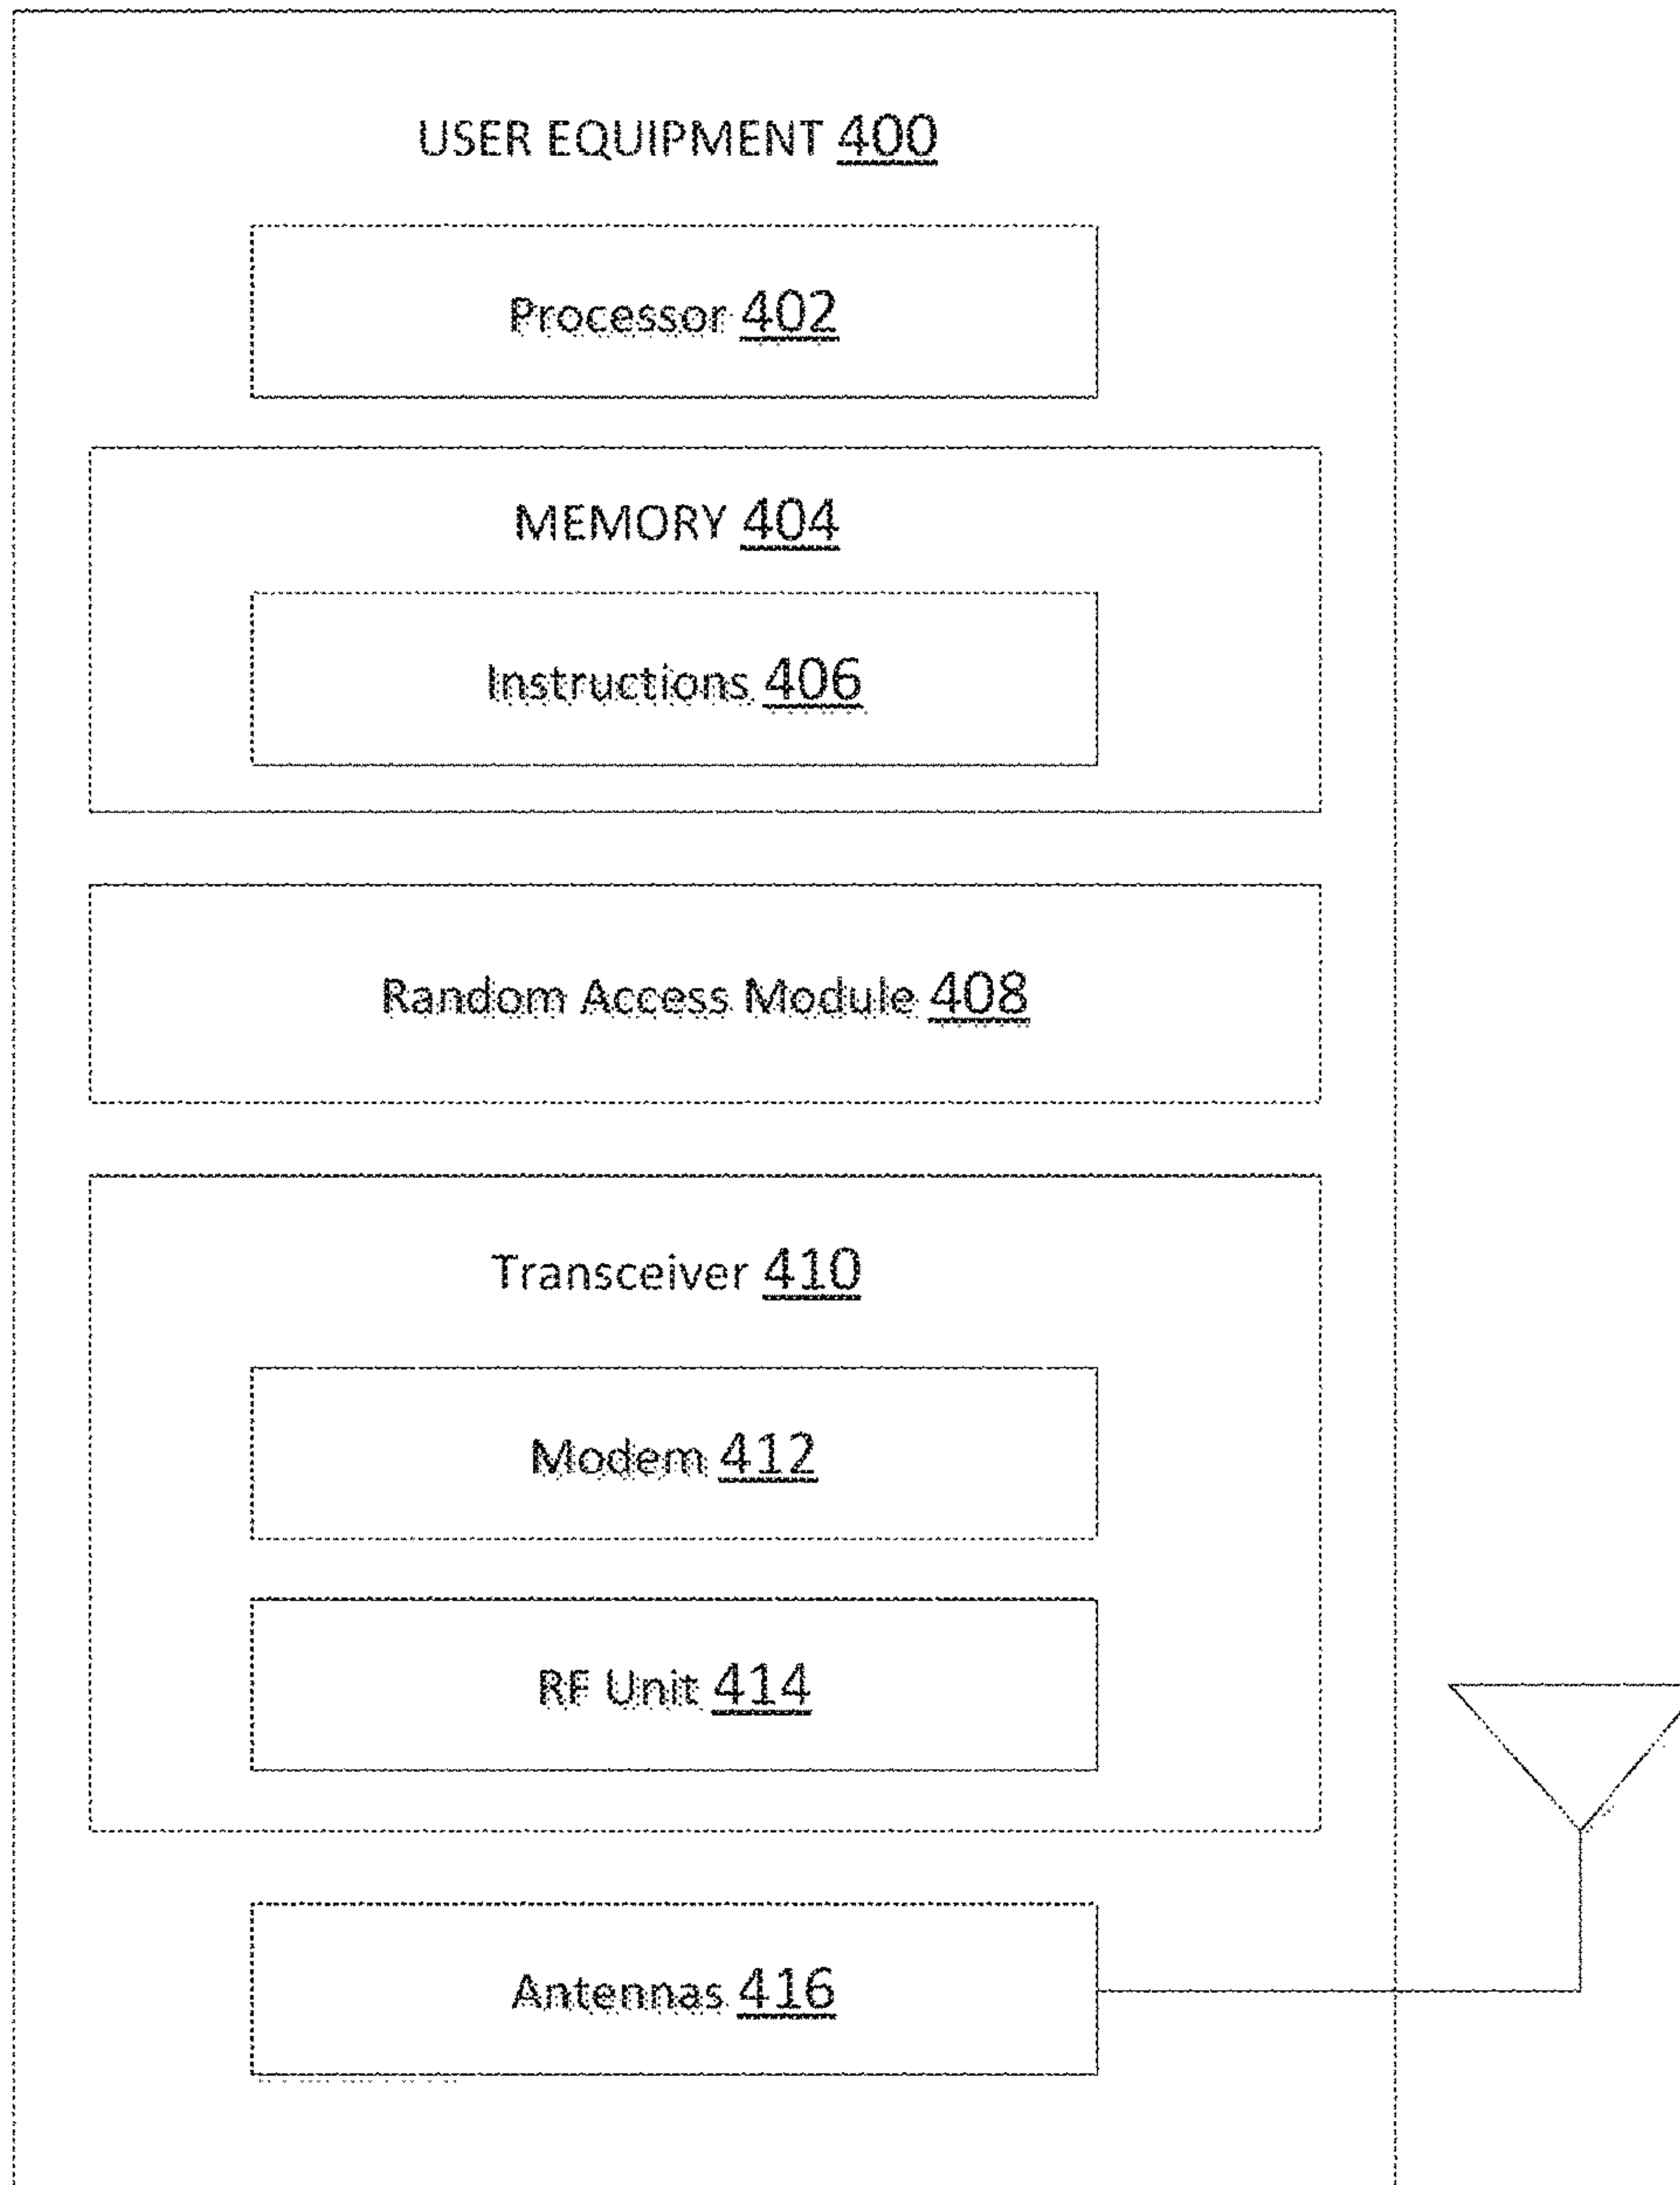 USER EQUIPMENT 400
Processor 402
MEMORY 404
Instructions 406
Random Access Module 408
Transceiver 410
Modem 412
RF Unit 414
Antennas 416